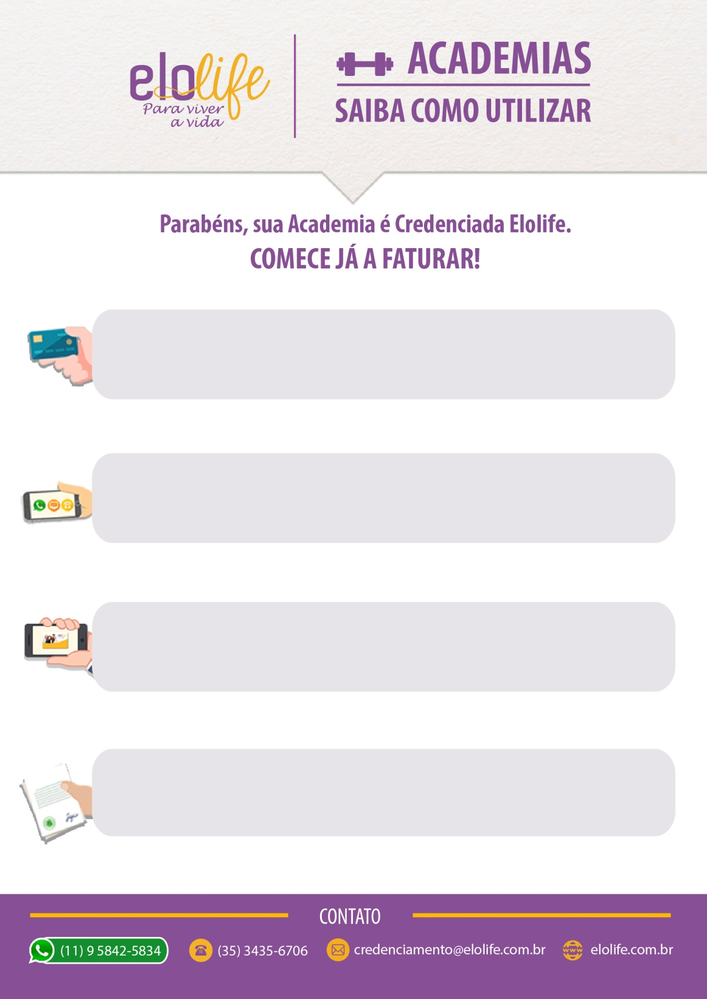 elolife
Para viver
a vida
ACADEMIAS
SAIBA COMO UTILIZAR
Parabéns, sua Academia é Credenciada Elolife.
COMECE JÁ A FATURAR!
CONTATO
(11) 9 5842-5834
(35) 3435-6706
credenciamento@elolife.com.br
www
elolife.com.br